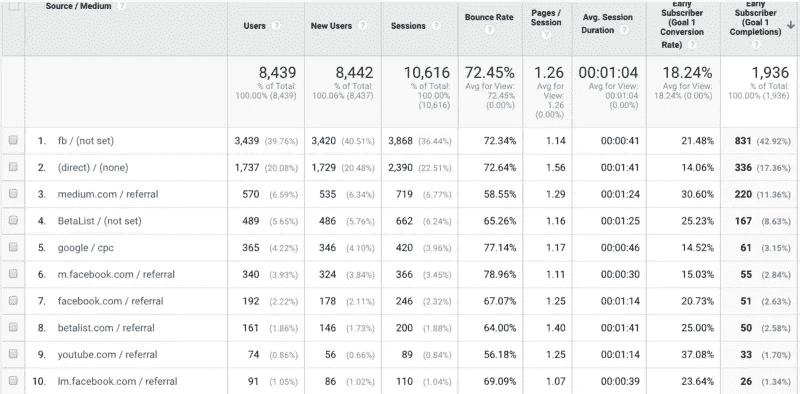 Source / Medium ? Users ? New Users ? Sessions ? Bounce Rate ? Pages / Session ? Avg. Session Duration ? Early Subscriber (Goal 1 Conversion Rate) ? Early Subscriber (Goal 1 Completions) ?
8,439 8,442 10,616 72.45% 1.26 00:01:04 18.24% 1,936
% of Total: 100.00% (8,439) % of Total: 100.06% (8,437) % of Total: 100.00% (10,616) Avg for View: 72.45% (0.00%) Avg for View: 1.26 (0.00%) Avg for View: 00:01:04 (0.00%) Avg for View: 18.24% (0.00%) % of Total: 100.00% (1,936)
1. fb / (not set) 3,439 (39.76%) 3,420 (40.51%) 3,868 (36.44%) 72.34% 1.14 00:00:41 21.48% 831 (42.92%)
2. (direct) / (none) 1,737 (20.08%) 1,729 (20.48%) 2,390 (22.51%) 72.64% 1.56 00:01:41 14.06% 336 (17.36%)
3. medium.com / referral 570 (6.59%) 535 (6.34%) 719 (6.77%) 58.55% 1.29 00:01:24 30.60% 220 (11.36%)
4. BetaList / (not set) 489 (5.65%) 486 (5.76%) 662 (6.24%) 65.26% 1.16 00:01:25 25.23% 167 (8.63%)
5. google / cpc 365 (4.22%) 346 (4.10%) 420 (3.96%) 77.14% 1.17 00:00:46 14.52% 61 (3.15%)
6. m.facebook.com / referral 340 (3.93%) 324 (3.84%) 366 (3.45%) 78.96% 1.11 00:00:30 15.03% 55 (2.84%)
7. facebook.com / referral 192 (2.22%) 178 (2.11%) 246 (2.32%) 67.07% 1.25 00:01:14 20.73% 51 (2.63%)
8. betalist.com / referral 161 (1.86%) 146 (1.73%) 200 (1.88%) 64.00% 1.40 00:01:41 25.00% 50 (2.58%)
9. youtube.com / referral 74 (0.86%) 56 (0.66%) 89 (0.84%) 56.18% 1.25 00:01:14 37.08% 33 (1.70%)
10. lm.facebook.com / referral 91 (1.05%) 86 (1.02%) 110 (1.04%) 69.09% 1.07 00:00:39 23.64% 26 (1.34%)